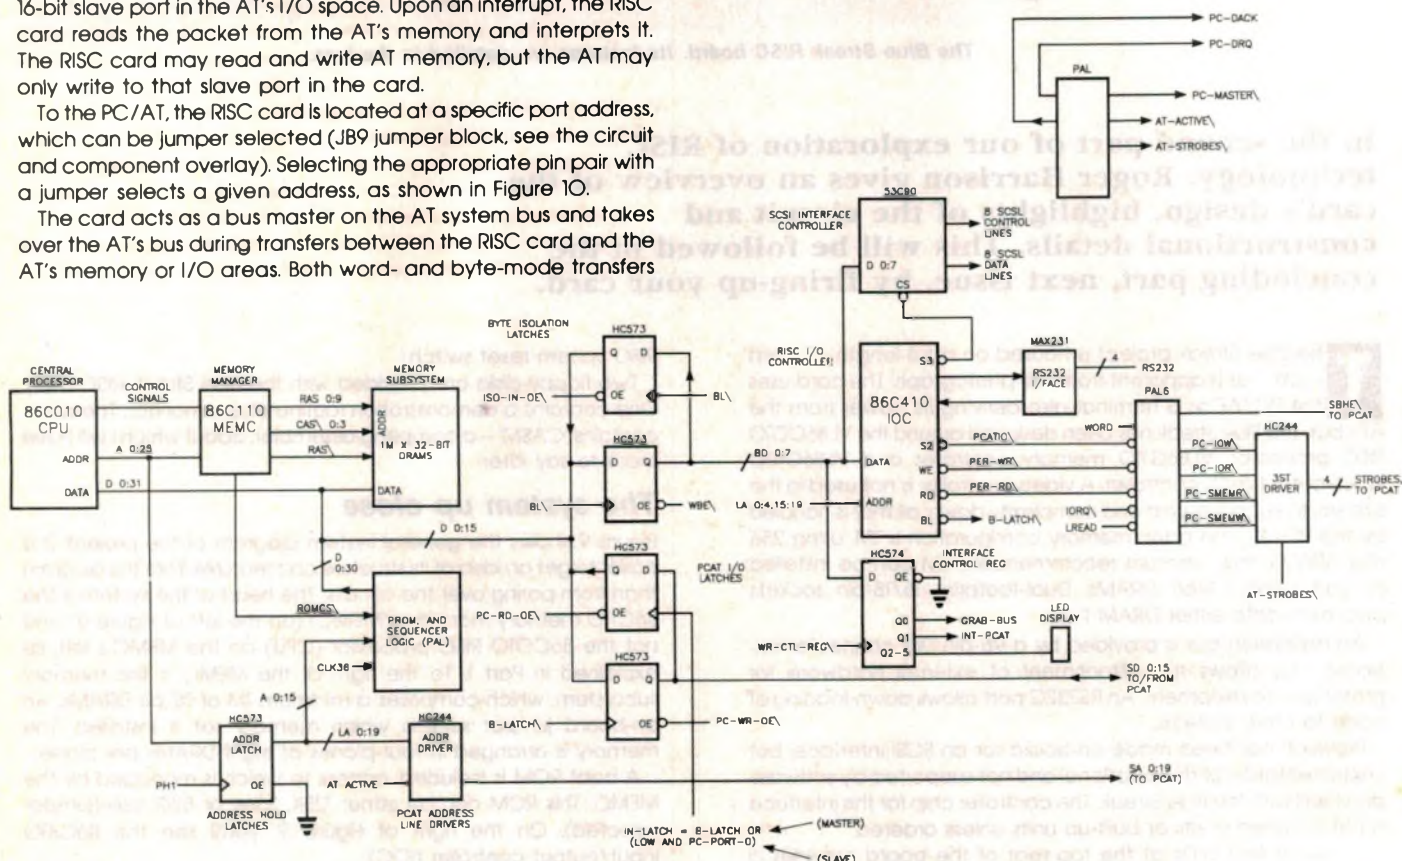 16-bit slave port in the AT's I/O space. Upon an interrupt, the RISC
card reads the packet from the AT's memory and interprets it.
The RISC card may read and write AT memory, but the AT may
only write to that slave port in the card.
To the PC/AT, the RISC card is located at a specific port address,
which can be jumper selected (JB9 jumper block, see the circuit
and component overlay). Selecting the appropriate pin pair with
a jumper selects a given address, as shown in Figure 10.
The card acts as a bus master on the AT system bus and takes
over the AT's bus during transfers between the RISC card and the
AT's memory or I/O areas. Both word- and byte-mode transfers
PC-DACK
PC-DRQ
PAL
PC-MASTER\
AT-ACTIVE\
AT-STROBES\
53C90
SCSI INTERFACE
CONTROLLER
D 0:7
CS
8 SCSL
CONTROL
LINES
8 SCSL
DATA
LINES
CENTRAL
PROCESSOR
86C010
CPU
ADDR
DATA
CONTROL
SIGNALS
A 0:25
D 0:31
MEMORY
MANAGER
86C110
MEMC
RAS 0:9
CAS\ 0:3
RAS\
MEMORY
SUBSYSTEM
ADDR
1M X 32-BIT
DRAMS
DATA
BYTE ISOLATION
LATCHES
HC573
Q D
OE
ISO-IN-OE\
BL\
HC573
D Q
OE
BL\
WBE\
BD 0:7
LA 0:4,15:19
RISC I/O
CONTROLLER
86C410
IOC
S3
S2
WE
RD
BL
DATA
ADDR
PCATIO\
PER-WR\
PER-RD\
B-LATCH\
MAX231
RS232
I/FACE
4
RS232
PAL6
WORD
IORQ
LREAD
SBHE\
TO PCAT
HC244
PC-IOW\
PC-IOR\
PC-SMEMR\
PC-SMEMW\
3ST
DRIVER
4
STROBES\
TO PCAT
AT-STROBES\
D 0:15
D
0:30
ROMCS\
PROM, AND
SEQUENCER
LOGIC (PAL)
CLK36
HC573
OE
PC-RD-OE\
PCAT I/O
LATCHES
HC573
D Q
OE
B-LATCH\
PC-WR-OE\
HC574
D OE
Q0
Q1
Q2-5
INTERFACE
CONTROL REG
GRAB-BUS
INT-PCAT
WR-CTL-REG\
LED
DISPLAY
SD 0:15
TO/FROM
PCAT
A 0:15
HC573
ADDR
LATCH
OE
PH1
ADDRESS HOLD
LATCHES
LA 0:19
HC244
ADDR
DRIVER
AT ACTIVE
PCAT ADDRESS
LINE DRIVERS
SA 0:19
(TO PCAT)
IN-LATCH = B-LATCH OR
(LOW AND PC-PORT-0)
(MASTER)
(SLAVE)